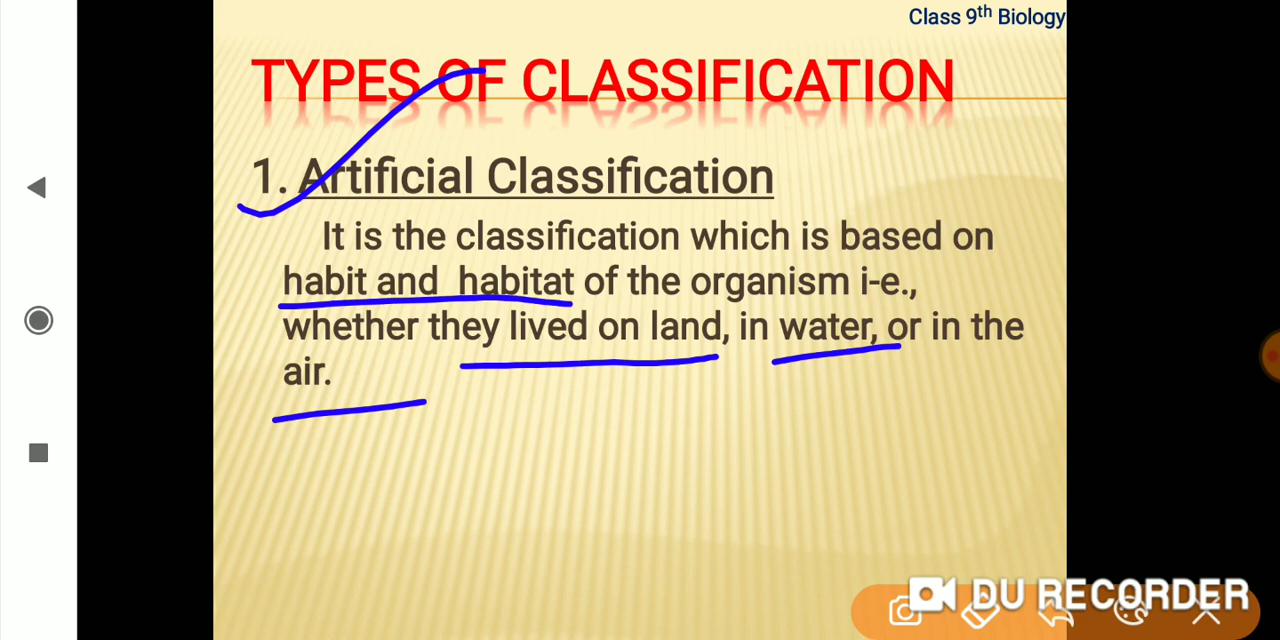 Class 9th Biology
TYPES OF CLASSIFICATION
1. Artificial Classification
It is the classification which is based on
habit and habitat of the organism i-e.,
whether they lived on land, in water, or in the
air.
DU RECORDER